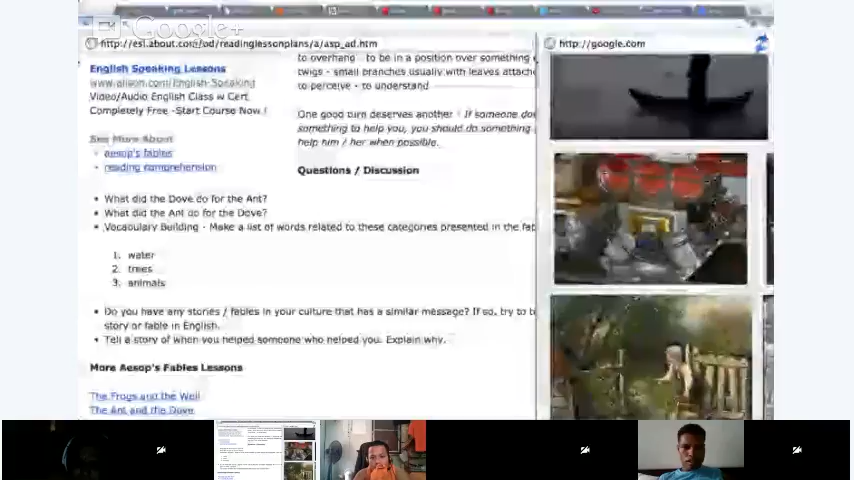 Google+
http://esl.about.com/od/readinglessonplans/a/asp_ad.htm
http://google.com
English Speaking Lessons
www.alison.com/English-Speaking
Video/Audio English Class w Cert
Completely Free -Start Course Now !
See More About
aesop's fables
reading comprehension
to overhang to be in a position over something
twigs - small branches usually with leaves
to perceive - to understand
One good turn deserves another - If someone
something to help you, you should do something
help him / her when possible.
Questions / Discussion
What did the Dove do for the Ant?
What did the Ant do for the Dove?
Vocabulary Building - Make a list of words related to these categories presented in the
1. water
2. trees
3. animals
Do you have any stories / fables in your culture that has a similar message? If so, try to
story or fable in English.
Tell a story of when you helped someone who helped you. Explain why.
More Aesop's Fables Lessons
The Frogs and the Well
The Ant and the Dove